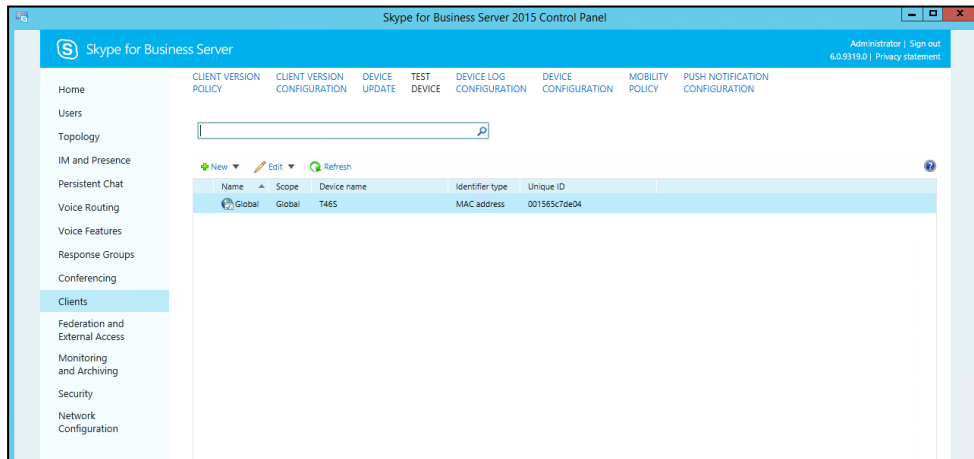 Skype for Business Server 2015 Control Panel
S Skype for Business Server
Administrator | Sign out
6.0.9319.0 | Privacy statement
Home
Users
Topology
IM and Presence
Persistent Chat
Voice Routing
Voice Features
Response Groups
Conferencing
Clients
Federation and
External Access
Monitoring
and Archiving
Security
Network
Configuration
CLIENT VERSION
POLICY
CLIENT VERSION
CONFIGURATION
DEVICE
UPDATE
TEST
DEVICE
DEVICE LOG
CONFIGURATION
DEVICE
CONFIGURATION
MOBILITY
POLICY
PUSH NOTIFICATION
CONFIGURATION
New Edit Refresh
Name Scope Device name Identifier type Unique ID
Global Global T46S MAC address 001565c7de04